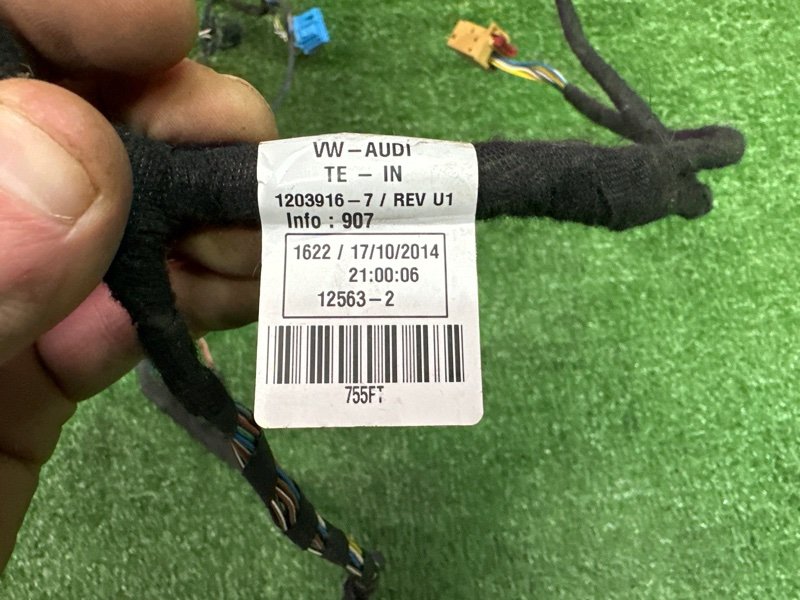 VW-AUDI
TE - IN
1203916-7 / REV U1
Info : 907
1622 / 17/10/2014
21:00:06
12563-2
755FT